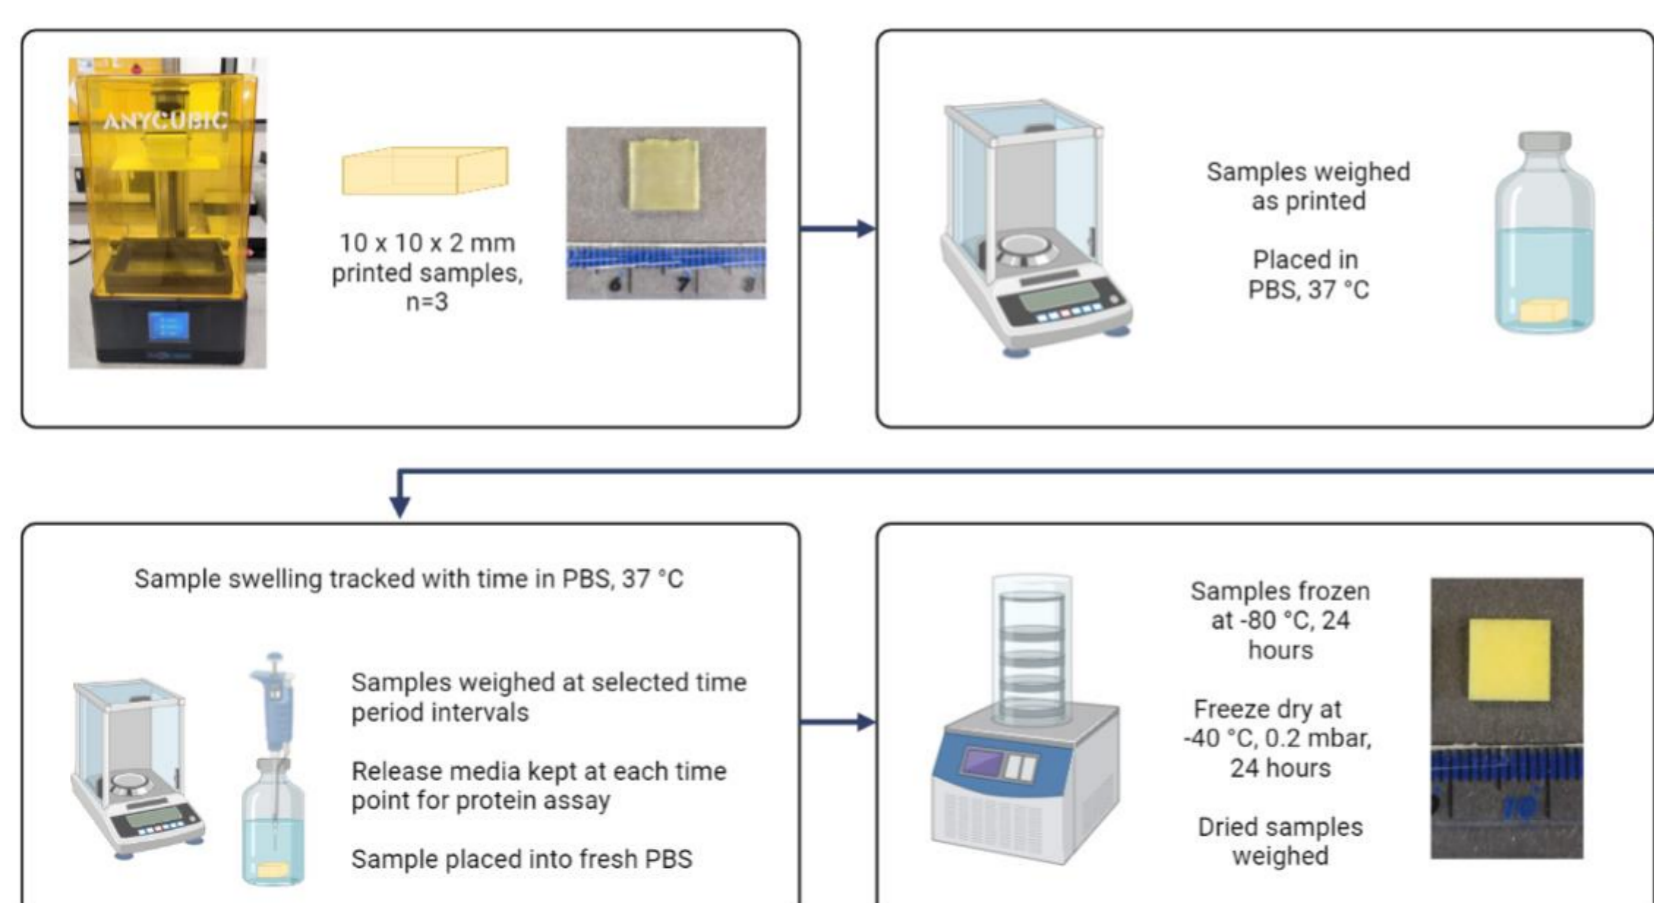 ANYCUBIC
10 x 10 x 2 mm
printed samples,
n=3
6 7 8
Samples weighed
as printed
Placed in
PBS, 37 °C
Sample swelling tracked with time in PBS, 37 °C
Samples weighed at selected time
period intervals
Release media kept at each time
point for protein assay
Sample placed into fresh PBS
Samples frozen
at -80 °C, 24
hours
Freeze dry at
-40 °C, 0.2 mbar,
24 hours
Dried samples
weighed
10